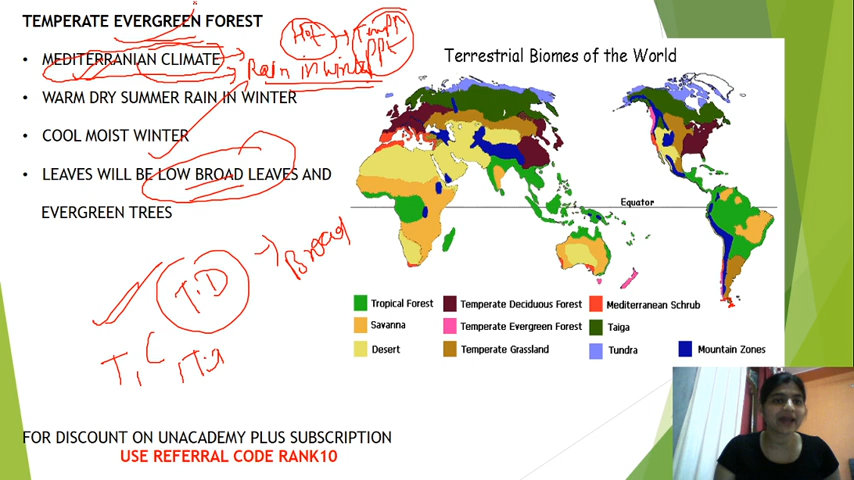 TEMPERATE EVERGREEN FOREST
• MEDITERRANIAN CLIMATE
• WARM DRY SUMMER RAIN IN WINTER
• COOL MOIST WINTER
• LEAVES WILL BE LOW BROAD LEAVES AND
EVERGREEN TREES
Hot
Tempr
PPt
Rain in winter
T.D
Broad
FOR DISCOUNT ON UNACADEMY PLUS SUBSCRIPTION
USE REFERRAL CODE RANK10
Terrestrial Biomes of the World
Equator
Tropical Forest
Temperate Deciduous Forest
Mediterranean Schrub
Savanna
Temperate Evergreen Forest
Taiga
Desert
Temperate Grassland
Tundra
Mountain Zones